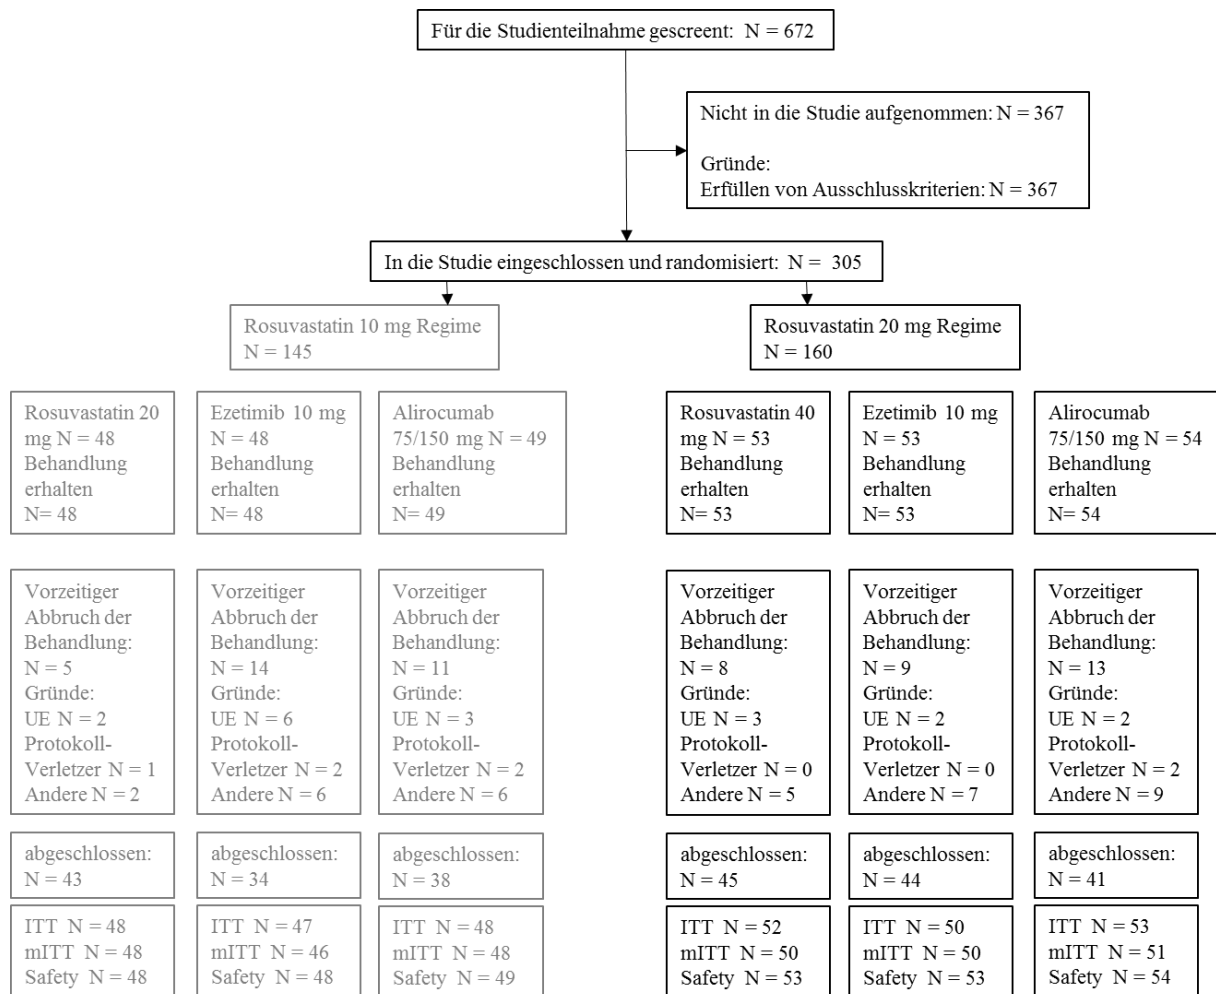 Für die Studienteilnahme gescreent: N = 672
Nicht in die Studie aufgenommen: N = 367
Gründe:
Erfüllen von Ausschlusskriterien: N = 367
In die Studie eingeschlossen und randomisiert: N = 305
Rosuvastatin 10 mg Regime
N = 145
Rosuvastatin 20 mg Regime
N = 160
Rosuvastatin 20
mg N = 48
Behandlung
erhalten
N= 48
Ezetimib 10 mg
N = 48
Behandlung
erhalten
N= 48
Alirocumab
75/150 mg N = 49
Behandlung
erhalten
N= 49
Rosuvastatin 40
mg N = 53
Behandlung
erhalten
N= 53
Ezetimib 10 mg
N = 53
Behandlung
erhalten
N= 53
Alirocumab
75/150 mg N = 54
Behandlung
erhalten
N= 54
Vorzeitiger
Abbruch der
Behandlung:
N = 5
Gründe:
UE N = 2
Protokoll-
Verletzer N = 1
Andere N = 2
Vorzeitiger
Abbruch der
Behandlung:
N = 14
Gründe:
UE N = 6
Protokoll-
Verletzer N = 2
Andere N = 6
Vorzeitiger
Abbruch der
Behandlung:
N = 11
Gründe:
UE N = 3
Protokoll-
Verletzer N = 2
Andere N = 6
Vorzeitiger
Abbruch der
Behandlung:
N = 8
Gründe:
UE N = 3
Protokoll-
Verletzer N = 0
Andere N = 5
Vorzeitiger
Abbruch der
Behandlung:
N = 9
Gründe:
UE N = 2
Protokoll-
Verletzer N = 0
Andere N = 7
Vorzeitiger
Abbruch der
Behandlung:
N = 13
Gründe:
UE N = 2
Protokoll-
Verletzer N = 2
Andere N = 9
abgeschlossen:
N = 43
abgeschlossen:
N = 34
abgeschlossen:
N = 38
abgeschlossen:
N = 45
abgeschlossen:
N = 44
abgeschlossen:
N = 41
ITT N = 48
mITT N = 48
Safety N = 48
ITT N = 47
mITT N = 46
Safety N = 48
ITT N = 48
mITT N = 48
Safety N = 49
ITT N = 52
mITT N = 50
Safety N = 53
ITT N = 50
mITT N = 50
Safety N = 53
ITT N = 53
mITT N = 51
Safety N = 54